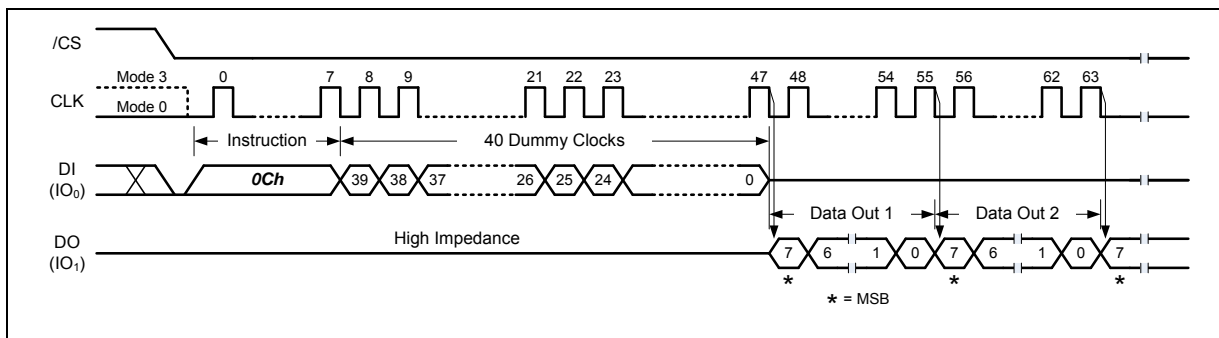 /CS
Mode 3 0 7 8 9 21 22 23 47 48 54 55 56 62 63
CLK Mode 0
Instruction 40 Dummy Clocks
DI 0Ch 39 38 37 26 25 24 0
(IO0)
Data Out 1 Data Out 2
High Impedance
DO 7 6 1 0 7 6 1 0 7
(IO1)
* * *
* = MSB